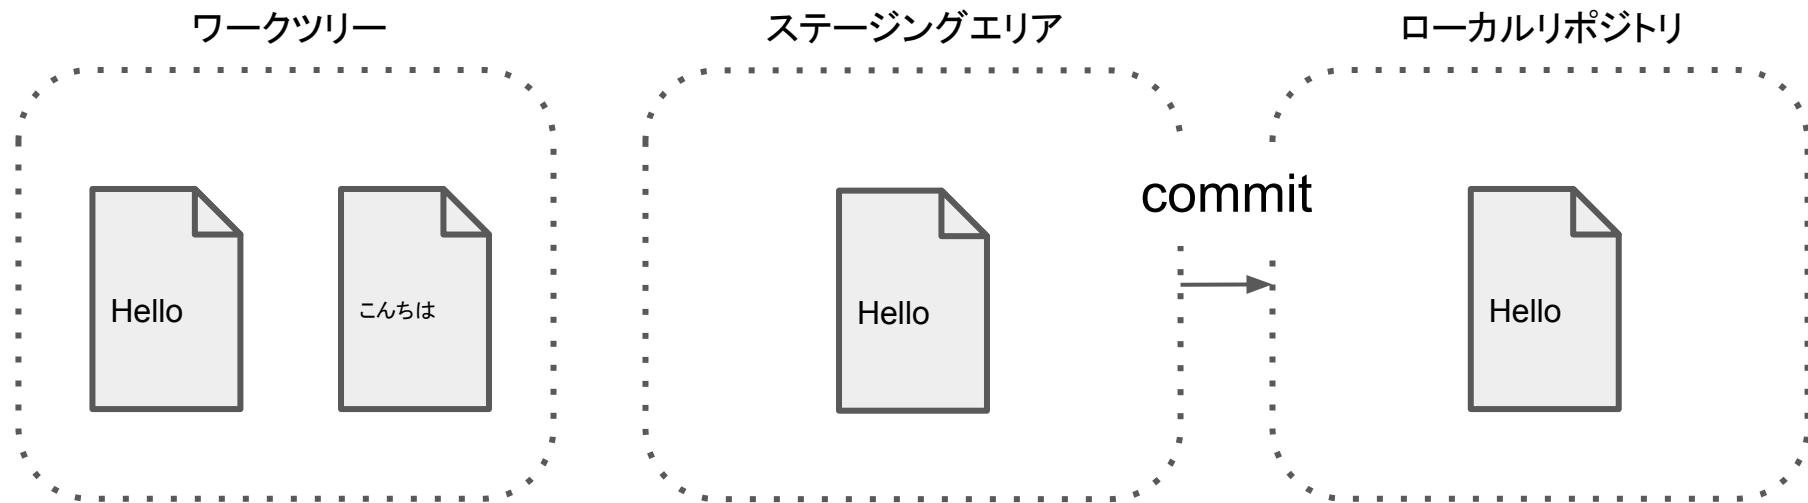 ワークツリー
ステージングエリア
ローカルリポジトリ
commit
Hello
こんちは
Hello
Hello